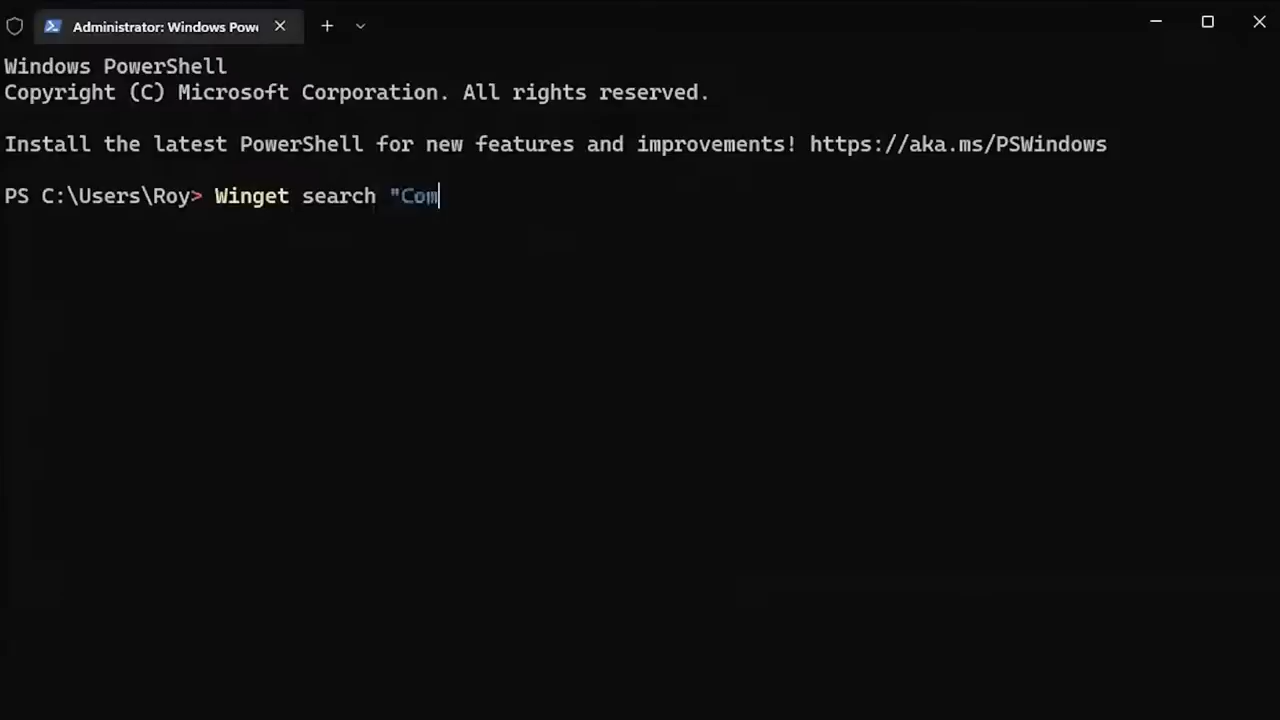 Administrator: Windows Pow
Windows PowerShell
Copyright (C) Microsoft Corporation. All rights reserved.
Install the latest PowerShell for new features and improvements! https://aka.ms/PSWindows
PS C:\Users\Roy> Winget search "Com